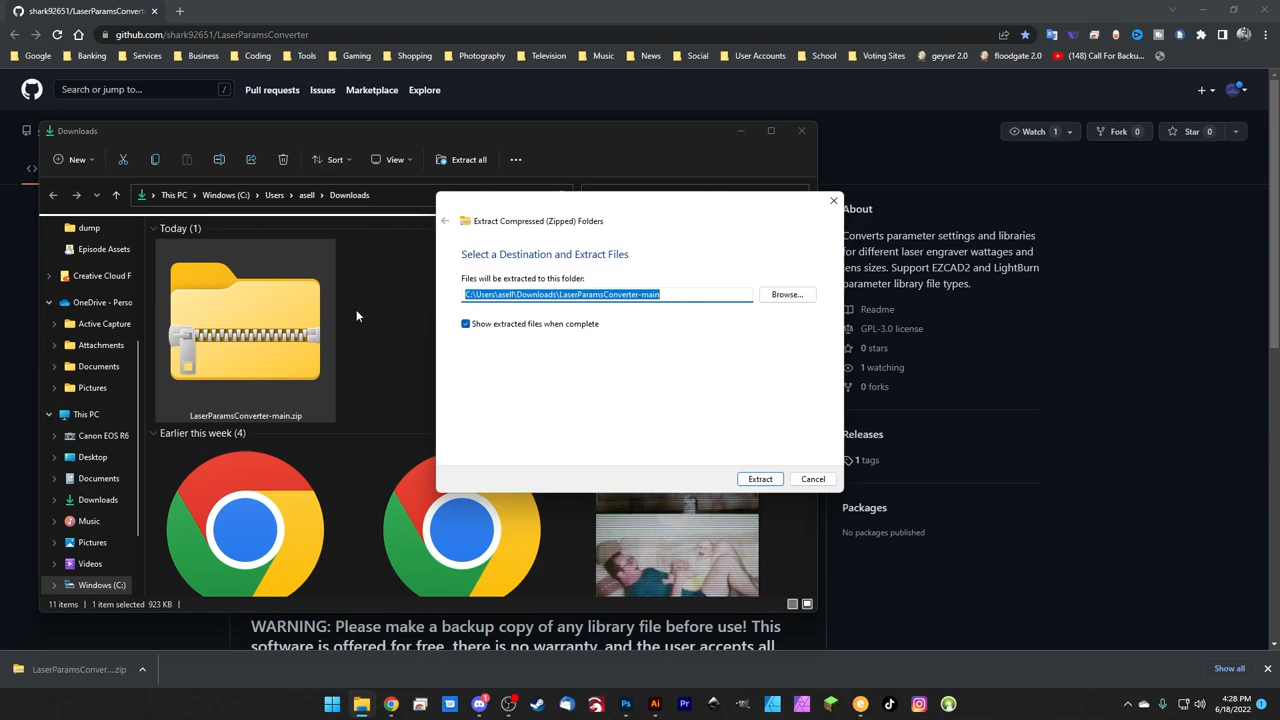 shark92651/LaserParamsConverte
github.com/shark92651/LaserParamsConverter
Google Banking Services Business Coding Tools Gaming Shopping Photography Television Music News Social User Accounts School Voting Sites geyser 2.0 floodgate 2.0 (148) Call For Back...
Search or jump to... /
Pull requests Issues Marketplace Explore
Watch 1 Fork 0 Star 0
Downloads
New Sort View Extract all
This PC Windows (C:) Users asell Downloads
dump
Episode Assets
Creative Cloud F
OneDrive - Perso
Active Capture
Attachments
Documents
Pictures
This PC
Canon EOS R6
Desktop
Documents
Downloads
Music
Pictures
Videos
Windows (C:)
Today (1)
LaserParamsConverter-main.zip
Earlier this week (4)
11 items 1 item selected 923 KB
Extract Compressed (Zipped) Folders
Select a Destination and Extract Files
Files will be extracted to this folder:
C:\Users\asell\Downloads\LaserParamsConverter-main
Browse...
Show extracted files when complete
Extract Cancel
About
Converts parameter settings and libraries
for different laser engraver wattages and
ens sizes. Support EZCAD2 and LightBurn
parameter library file types.
Readme
GPL-3.0 license
0 stars
1 watching
0 forks
Releases
1 tags
Packages
No packages published
WARNING: Please make a backup copy of any library file before use! This
software is offered for free, there is no warranty, and the user accepts all
LaserParamsConver....zip
Show all
4:28 PM
6/18/2022